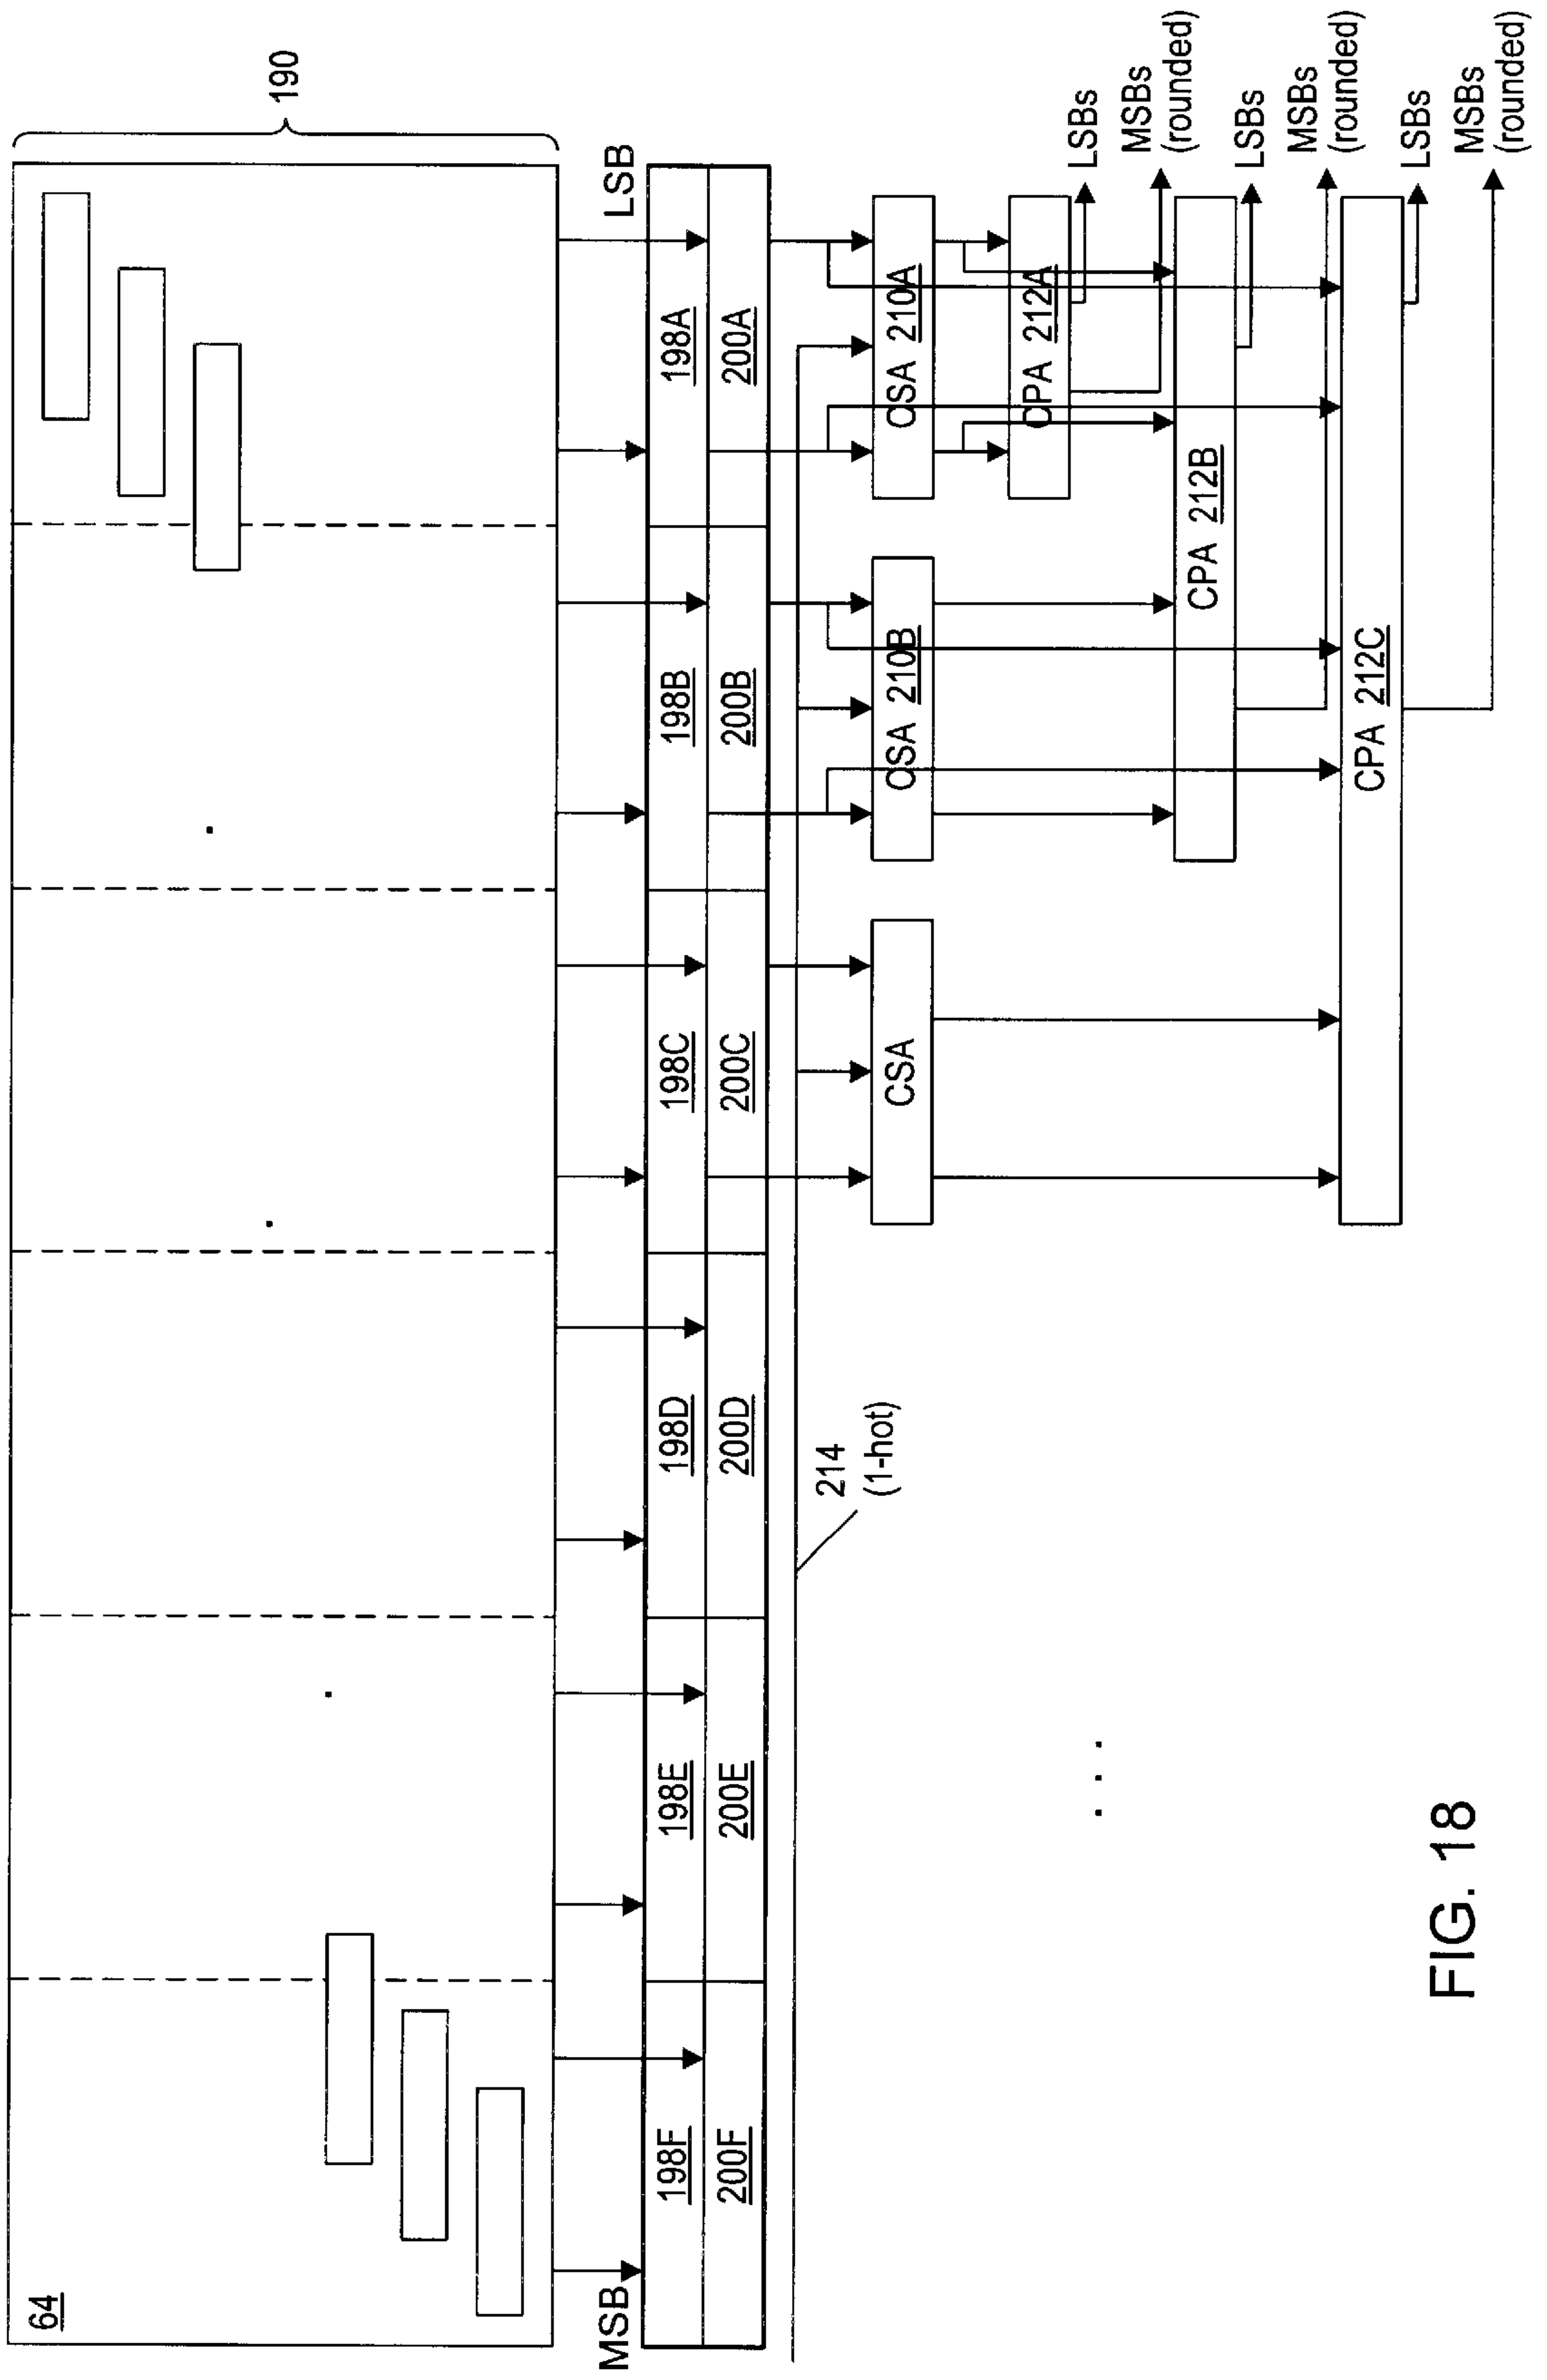 64
190
MSB
LSB
198F
198E
198D
198C
198B
198A
200F
200E
200D
200C
200B
200A
214
(1-hot)
CSA
CSA 210B
CSA 210A
CPA 212A
LSBs
MSBs
(rounded)
CPA 212B
LSBs
MSBs
(rounded)
CPA 212C
LSBs
MSBs
(rounded)
. . .
FIG. 18